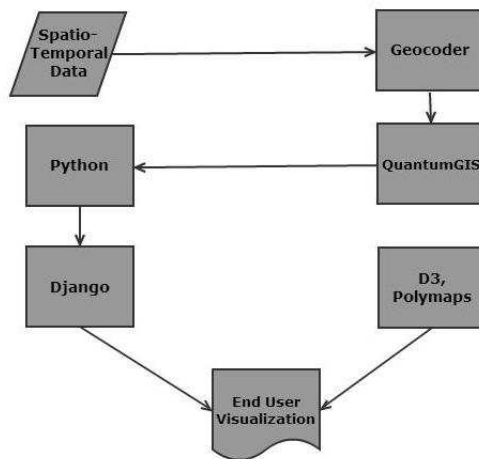 Spatio-
Temporal
Data
Geocoder
Python
QuantumGIS
Django
D3,
Polymaps
End User
Visualization